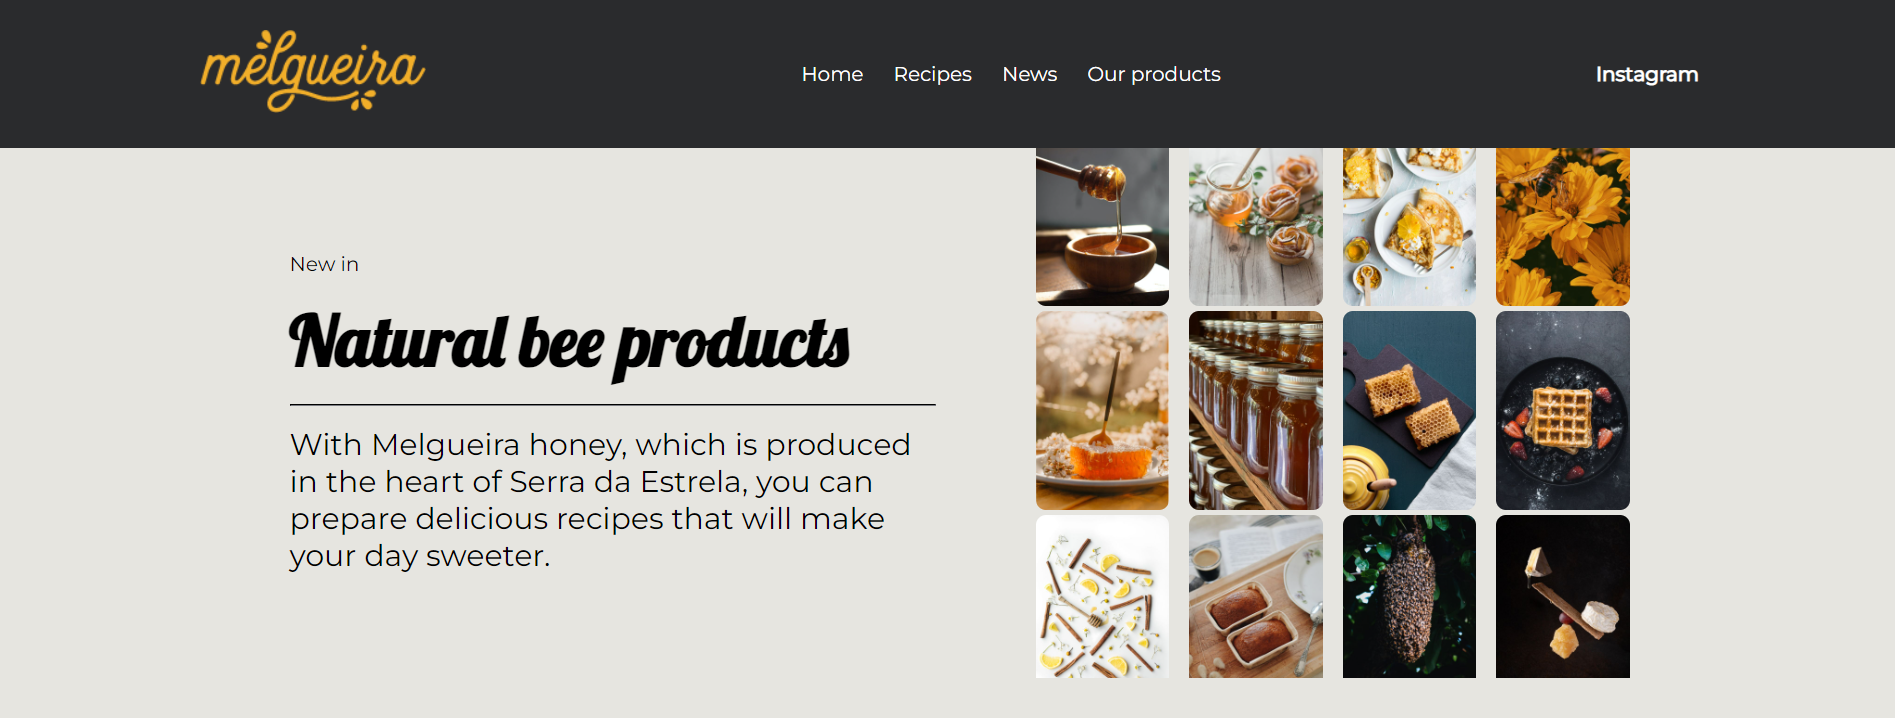 melgueira
Home Recipes News Our products
Instagram
New in
Natural bee products
With Melgueira honey, which is produced
in the heart of Serra da Estrela, you can
prepare delicious recipes that will make
your day sweeter.